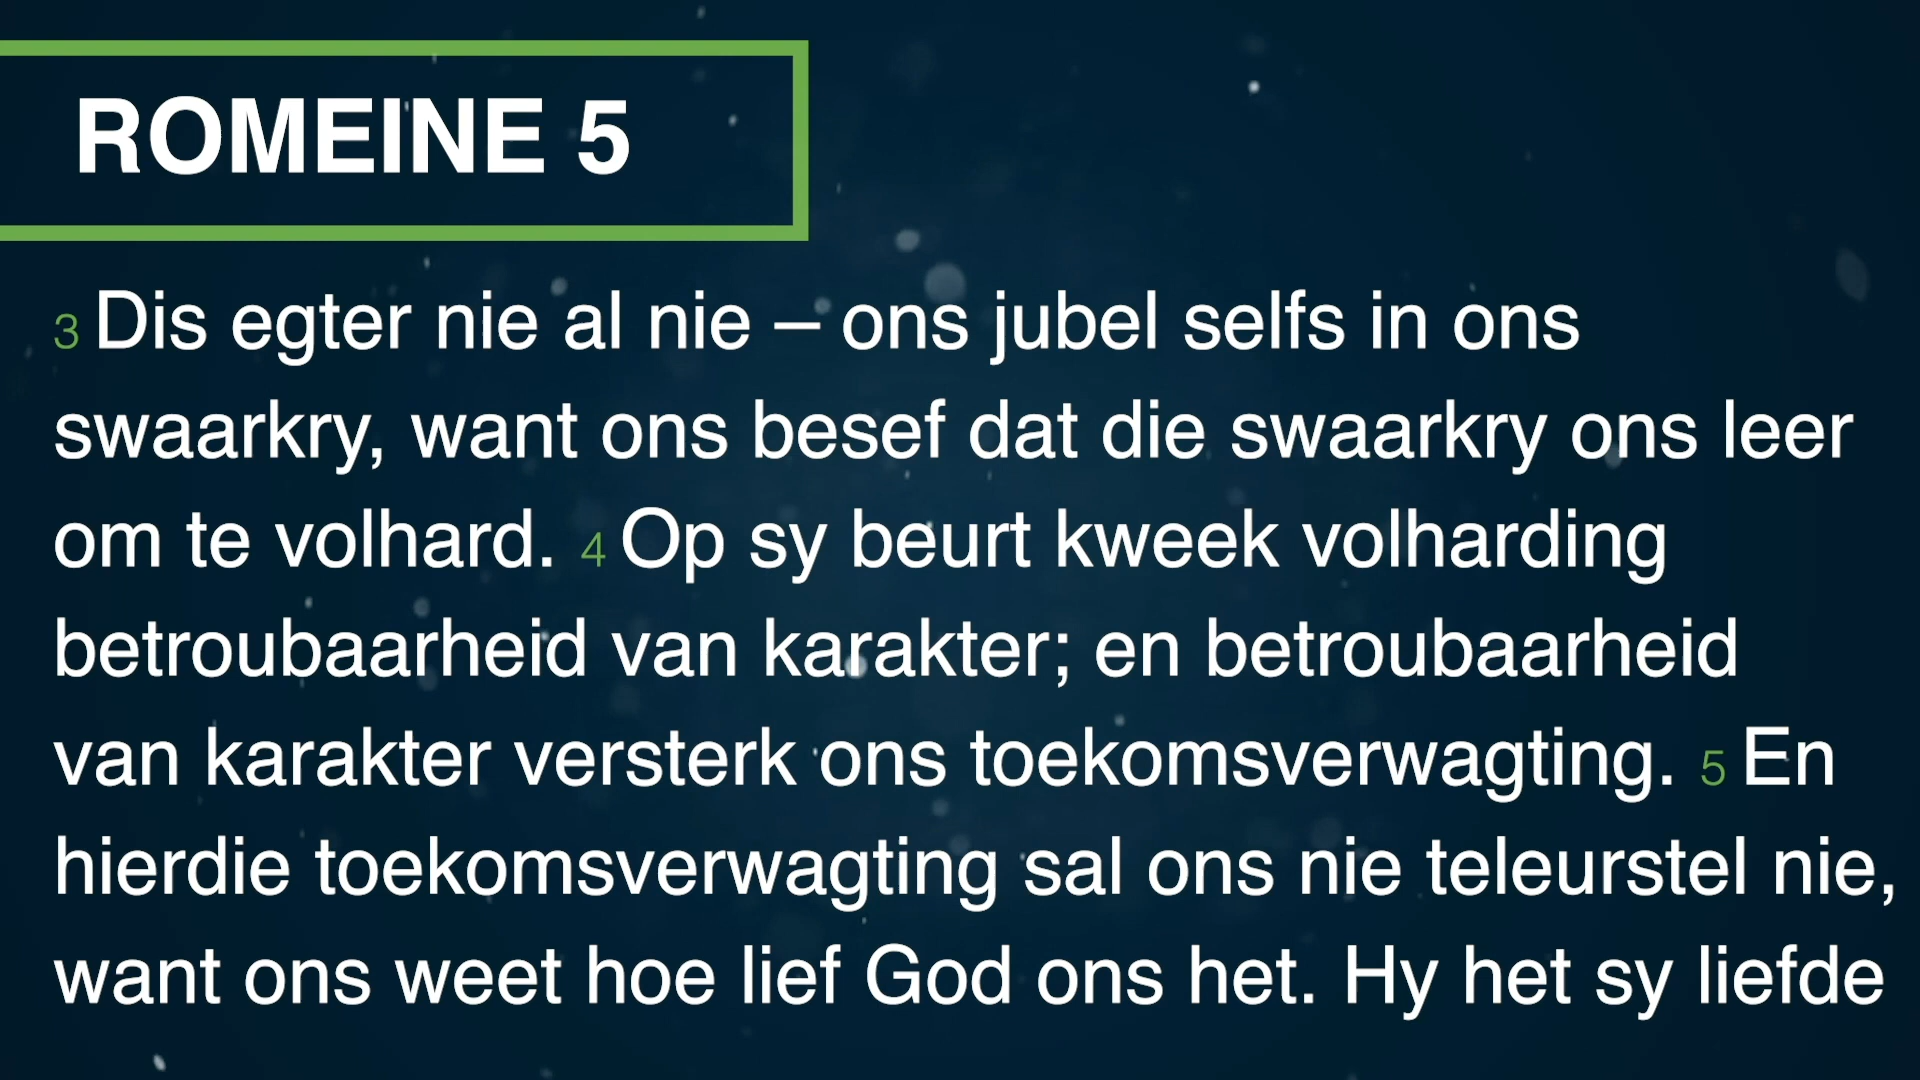 ROMEINE 5
3 Dis egter nie al nie – ons jubel selfs in ons
swaarkry, want ons besef dat die swaarkry ons leer
om te volhard. 4 Op sy beurt kweek volharding
betroubaarheid van karakter; en betroubaarheid
van karakter versterk ons toekomsverwagting. 5 En
hierdie toekomsverwagting sal ons nie teleurstel nie,
want ons weet hoe lief God ons het. Hy het sy liefde